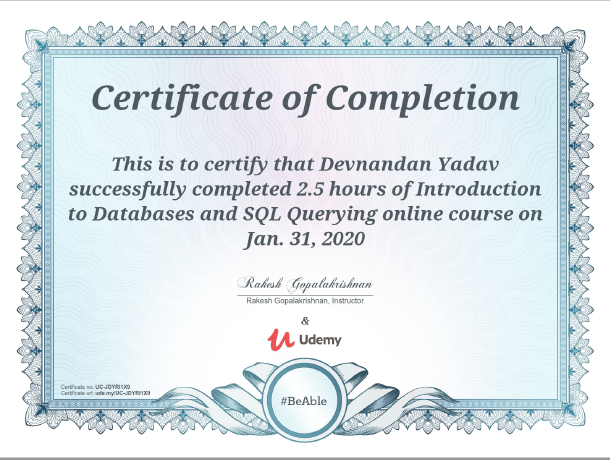 Certificate of Completion
This is to certify that Devnandan Yadav
successfully completed 2.5 hours of Introduction
to Databases and SQL Querying online course on
Jan. 31, 2020
Rakesh Gopalakrishnan
Rakesh Gopalakrishnan, Instructor
&
Udemy
Certificate no: UC-JDYRI1X9
Certificate url: ude.my/UC-JDYRI1X9
#BeAble